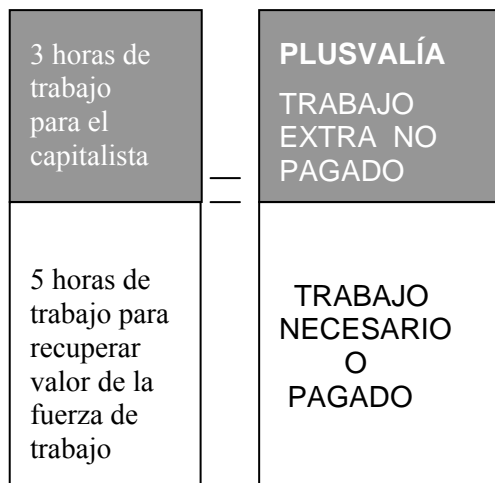 3 horas de
trabajo
para el
capitalista
PLUSVALÍA
TRABAJO
EXTRA NO
PAGADO
5 horas de
trabajo para
recuperar
valor de la
fuerza de
trabajo
TRABAJO
NECESARIO
O
PAGADO